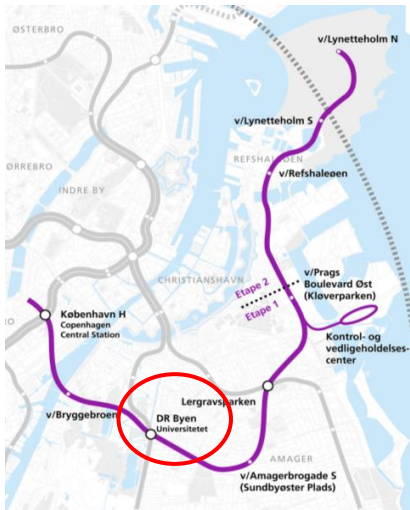 ØSTERBRO
v/Lynetteholm N
v/Lynetteholm S
REFSHALEØEN
v/Refshaleøen
ØRREBRO
INDRE BY
CHRISTIANSHAVN
v/Prags
Boulevard Øst
(Kløverparken)
Etape 2
Etape 1
København H
Copenhagen
Central Station
RO
Kontrol- og
vedligeholdelses-
center
Lergravsparken
v/Bryggebroen
DR Byen
Universitetet
AMAGER
v/Amagerbrogade S
(Sundbyøster Plads)